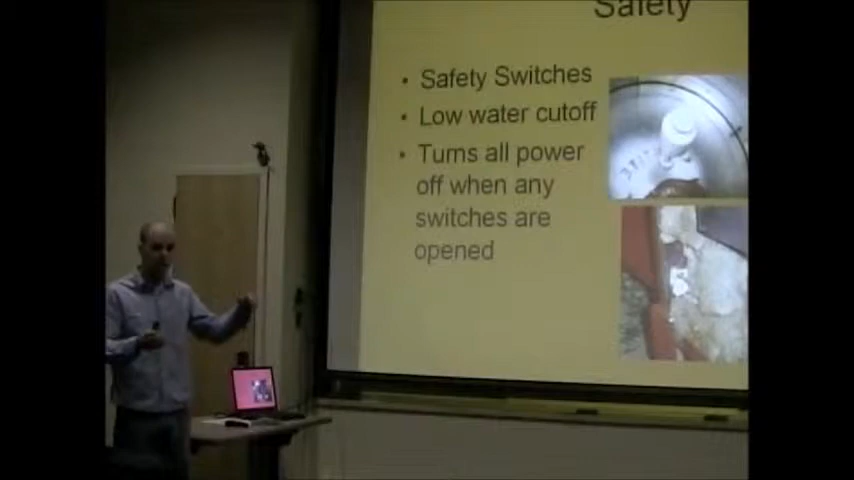 Safety
• Safety Switches
• Low water cutoff
• Turns all power
off when any
switches are
opened